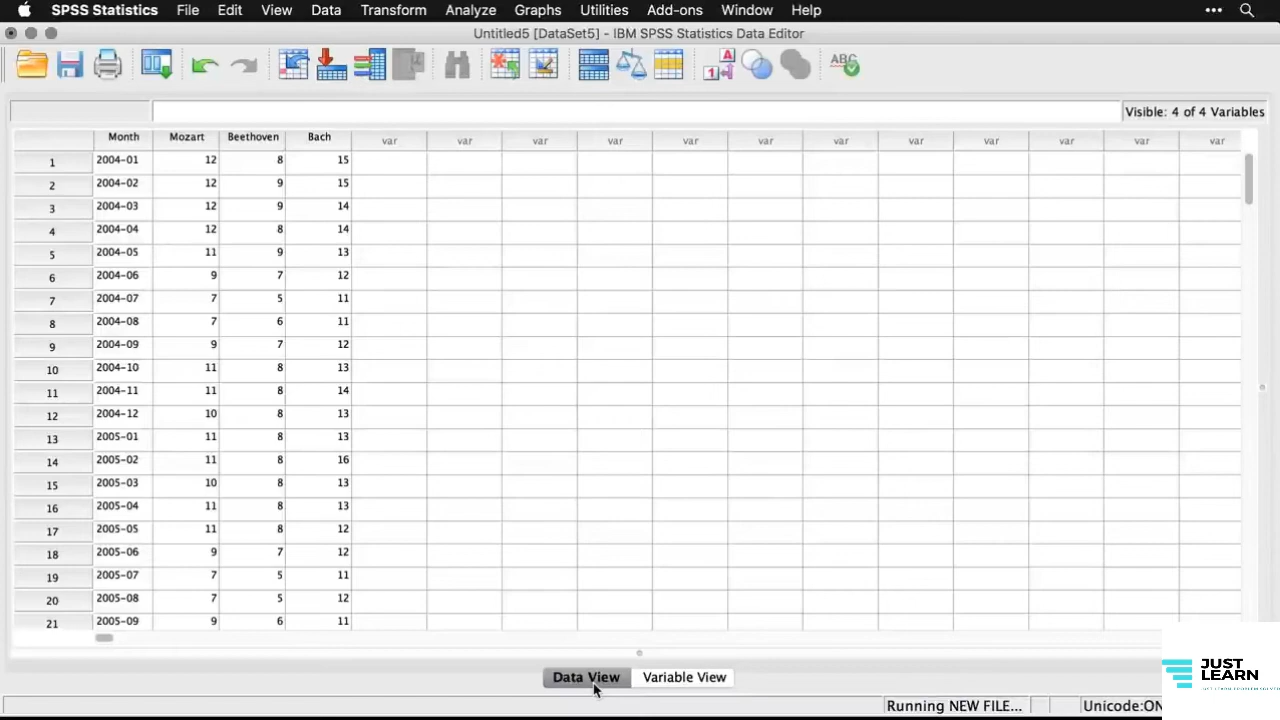 SPSS Statistics File Edit View Data Transform Analyze Graphs Utilities Add-ons Window Help
Untitled5 [DataSet5] - IBM SPSS Statistics Data Editor
A
1
ABC
Visible: 4 of 4 Variables
Month Mozart Beethoven Bach var var var var var var var var var var var var
1 2004-01 12 8 15
2 2004-02 12 9 15
3 2004-03 12 9 14
4 2004-04 12 8 14
5 2004-05 11 9 13
6 2004-06 9 7 12
7 2004-07 7 5 11
8 2004-08 7 6 11
9 2004-09 9 7 12
10 2004-10 11 8 13
11 2004-11 11 8 14
12 2004-12 10 8 13
13 2005-01 11 8 13
14 2005-02 11 8 16
15 2005-03 10 8 13
16 2005-04 11 8 13
17 2005-05 11 8 12
18 2005-06 9 7 12
19 2005-07 7 5 11
20 2005-08 7 5 12
21 2005-09 9 6 11
Data View Variable View
JUST
LEARN
Running NEW FILE... Unicode:ON